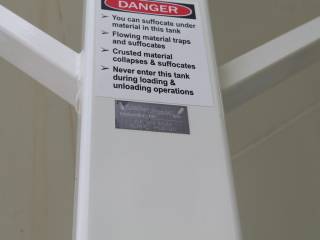 DANGER
➢ You can suffocate under
material in this tank
➢ Flowing material traps
and suffocates
➢ Crusted material
collapses & suffocates
➢ Never enter this tank
during loading &
unloading operations